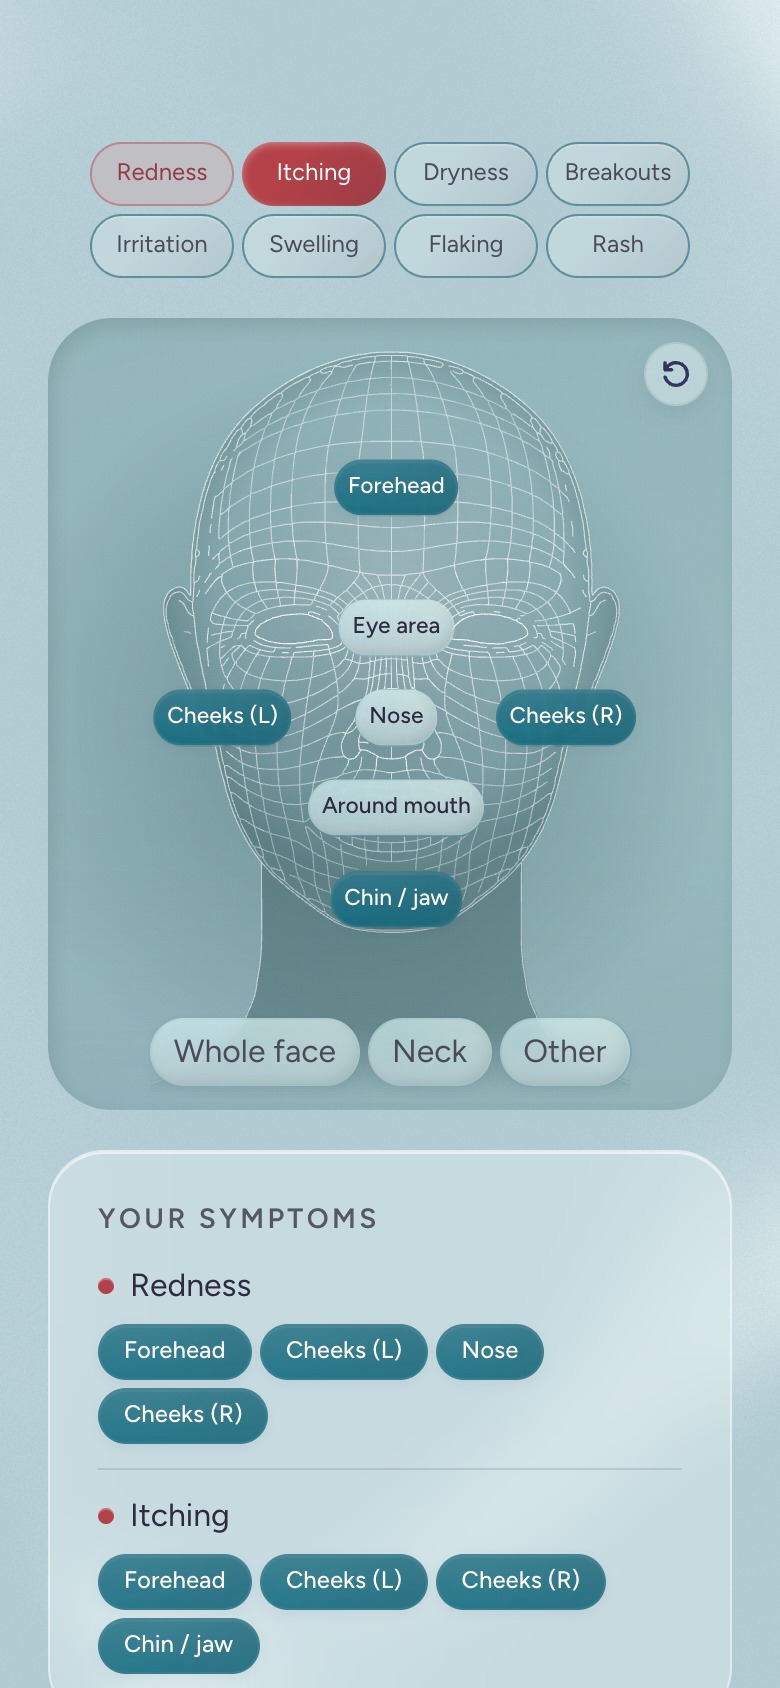 Redness Itching Dryness Breakouts
Irritation Swelling Flaking Rash
Forehead
Eye area
Cheeks (L) Nose Cheeks (R)
Around mouth
Chin / jaw
Whole face Neck Other
YOUR SYMPTOMS
Redness
Forehead Cheeks (L) Nose
Cheeks (R)
Itching
Forehead Cheeks (L) Cheeks (R)
Chin / jaw